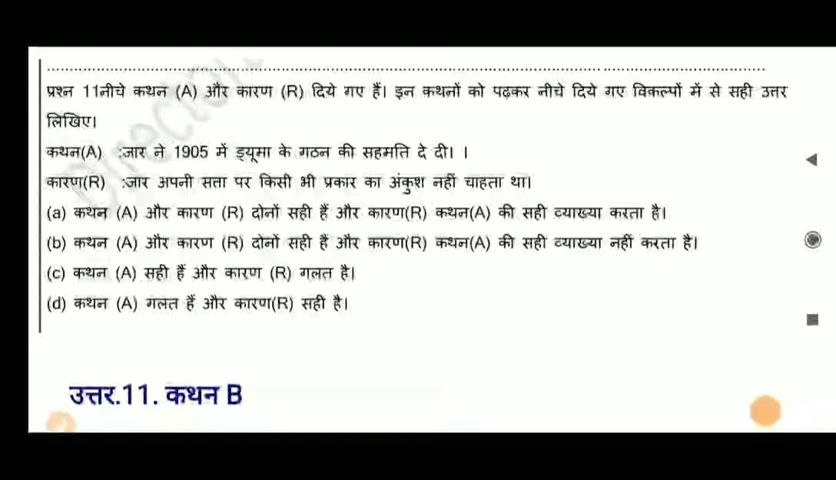 प्रश्न 11नीचे कथन (A) और कारण (R) दिये गए हैं। इन कथनों को पढ़कर नीचे दिये गए विकल्पों में से सही उत्तर
लिखिए।
कथन(A) :जार ने 1905 में ड्यूमा के गठन की सहमति दे दी। ।
कारण(R) :जार अपनी सता पर किसी भी प्रकार का अंकुश नहीं चाहता था।
(a) कथन (A) और कारण (R) दोनों सही हैं और कारण(R) कथन(A) की सही व्याख्या करता है।
(b) कथन (A) और कारण (R) दोनों सही हैं और कारण(R) कथन(A) की सही व्याख्या नहीं करता है।
(c) कथन (A) सही हैं और कारण (R) गलत है।
(d) कथन (A) गलत हैं और कारण(R) सही है।
उत्तर.11. कथन B